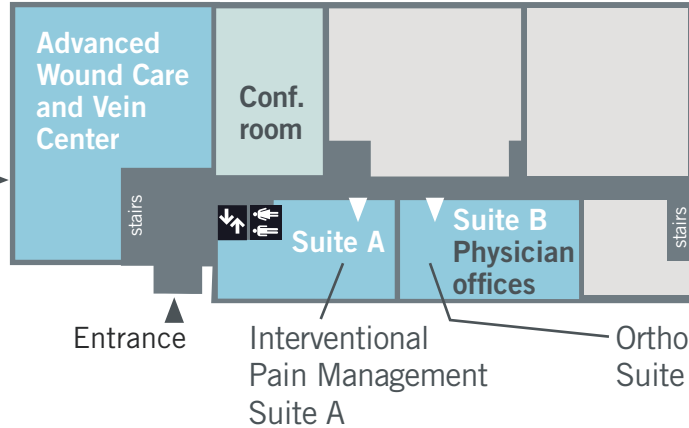 Advanced
Wound Care
and Vein
Center
Conf.
room
stairs
Suite A
Suite B
Physician
offices
stairs
Entrance
Interventional
Pain Management
Suite A
Ortho
Suite